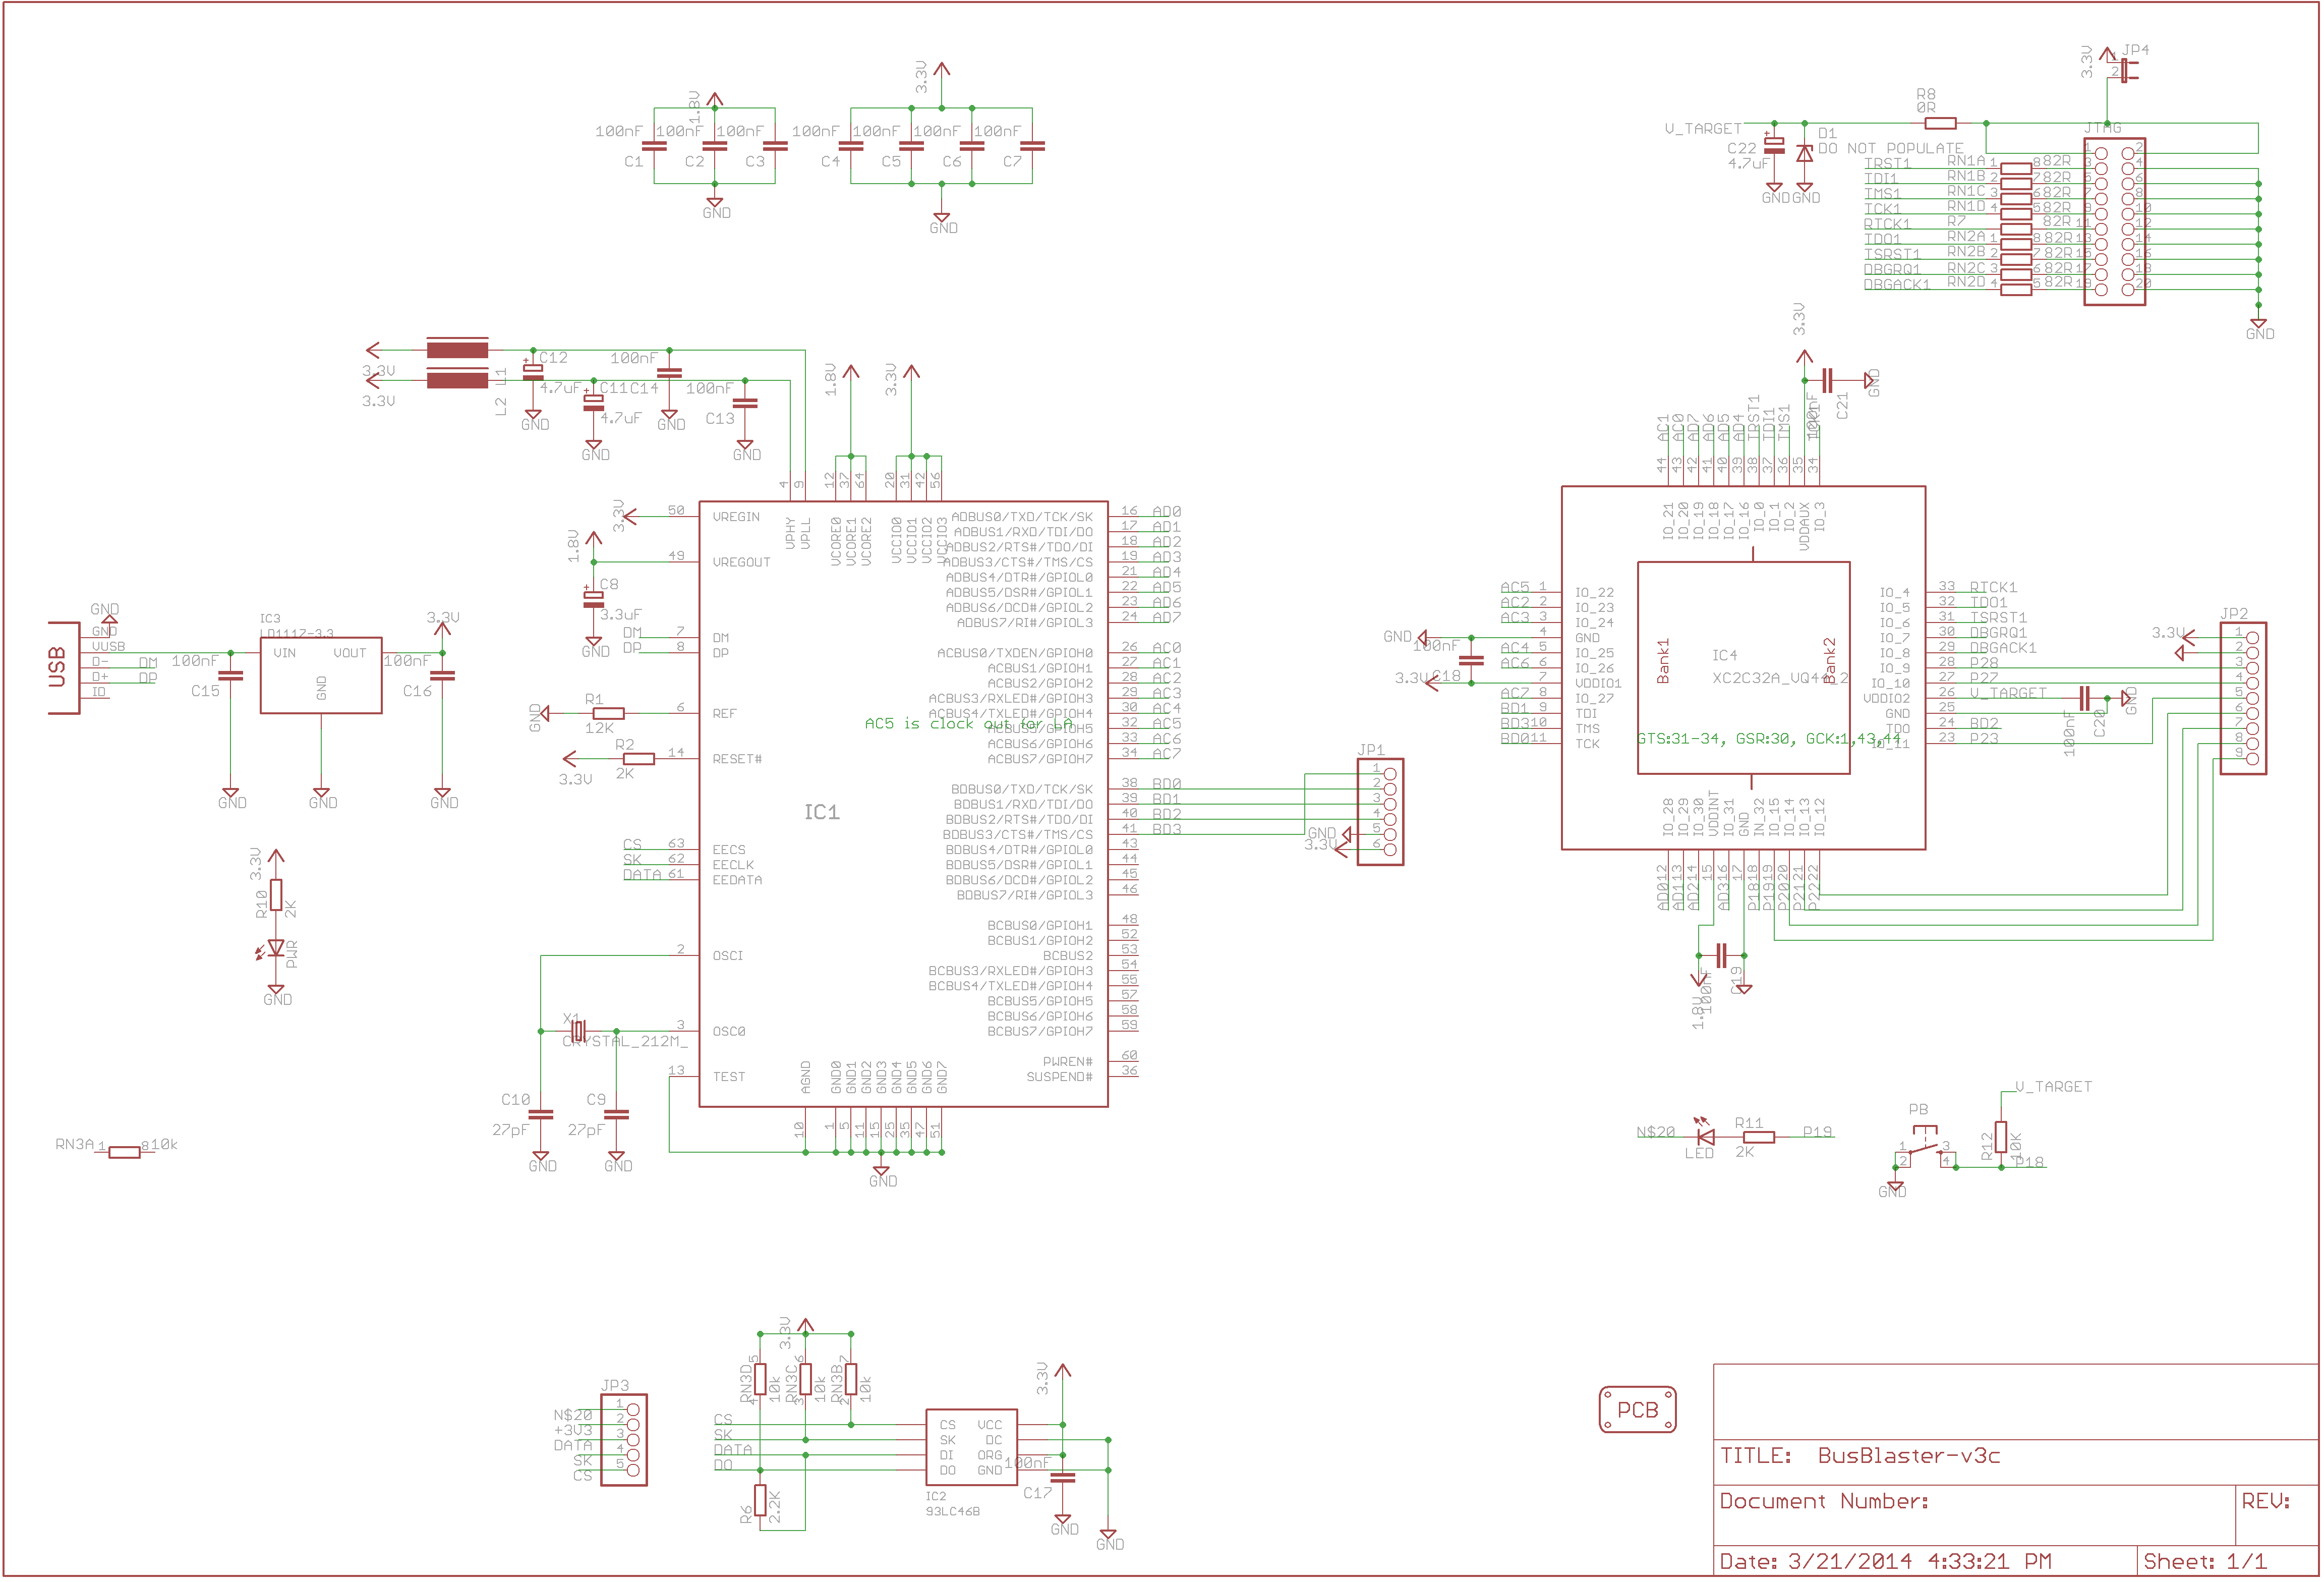 3.3V JP4
1
2
1.8V
3.3V
100nF 100nF 100nF
C1 C2 C3
GND
100nF 100nF 100nF 100nF
C4 C5 C6 C7
GND
R8
0R
V_TARGET
C22
4.7uF
D1
DO NOT POPULATE
GND GND
JTAG
TRST1 RN1A 1 8 82R
TDI1 RN1B 2 7 82R
TMS1 RN1C 3 6 82R
TCK1 RN1D 4 5 82R
RTCK1 R7 82R
TDO1 RN2A 1 8 82R
TSRST1 RN2B 2 7 82R
DBGRQ1 RN2C 3 6 82R
DBGACK1 RN2D 4 5 82R
1 2
3 4
5 6
7 8
9 10
11 12
13 14
15 16
17 18
19 20
GND
3.3V
3.3V
L1
L2
C12
4.7uF
GND
C11
4.7uF
GND
100nF
C14
GND
100nF
C13
GND
1.8V
3.3V
4 9 12 37 64 20 31 42 56
VPHY
VPLL
VCORE0
VCORE1
VCORE2
VCCIO0
VCCIO1
VCCIO2
VCCIO3
3.3V
50 VREGIN
1.8V
49 VREGOUT
C8
3.3uF
GND
DM 7 DM
DP 8 DP
GND
R1
12K
6 REF
R2
2K
3.3V
14 RESET#
CS 63 EECS
SK 62 EECLK
DATA 61 EEDATA
2 OSCI
3 OSCO
X1
CRYSTAL_212M_
13 TEST
C10
27pF
GND
C9
27pF
GND
IC1
ADBUS0/TXD/TCK/SK 16 AD0
ADBUS1/RXD/TDI/DO 17 AD1
ADBUS2/RTS#/TDO/DI 18 AD2
ADBUS3/CTS#/TMS/CS 19 AD3
ADBUS4/DTR#/GPIOL0 21 AD4
ADBUS5/DSR#/GPIOL1 22 AD5
ADBUS6/DCD#/GPIOL2 23 AD6
ADBUS7/RI#/GPIOL3 24 AD7
ACBUS0/TXDEN/GPIOH0 26 AC0
ACBUS1/GPIOH1 27 AC1
ACBUS2/GPIOH2 28 AC2
ACBUS3/RXLED#/GPIOH3 29 AC3
ACBUS4/TXLED#/GPIOH4 30 AC4
AC5 is clock out for LA
ACBUS5/GPIOH5 32 AC5
ACBUS6/GPIOH6 33 AC6
ACBUS7/GPIOH7 34 AC7
BDBUS0/TXD/TCK/SK 38 BD0
BDBUS1/RXD/TDI/DO 39 BD1
BDBUS2/RTS#/TDO/DI 40 BD2
BDBUS3/CTS#/TMS/CS 41 BD3
BDBUS4/DTR#/GPIOL0 43
BDBUS5/DSR#/GPIOL1 44
BDBUS6/DCD#/GPIOL2 45
BDBUS7/RI#/GPIOL3 46
BCBUS0/GPIOH1 48
BCBUS1/GPIOH2 52
BCBUS2 53
BCBUS3/RXLED#/GPIOH3 54
BCBUS4/TXLED#/GPIOH4 55
BCBUS5/GPIOH5 57
BCBUS6/GPIOH6 58
BCBUS7/GPIOH7 59
PWREN# 60
SUSPEND# 36
AGND
GND0
GND1
GND2
GND3
GND4
GND5
GND6
GND7
10 1 5 11 15 25 35 47 51
GND
USB
GND
GND
VUSB
D- DM
D+ DP
ID
100nF
C15
GND
IC3
LD1117-3.3
VIN VOUT
GND
GND
3.3V
100nF
C16
GND
3.3V
R10
2K
PWR
GND
RN3A 1 8 10k
JP1
1
2
3
4
5
6
GND
3.3V
3.3V
100nF
C21
GND
AC1
AC0
AD7
AD6
AD5
AD4
TRST1
TDI1
TMS1
TCK1
44 43 42 41 40 39 38 37 36 35 34
IO_21
IO_20
IO_19
IO_18
IO_17
IO_16
IO_0
IO_1
IO_2
VDDAUX
IO_3
AC5 1 IO_22
AC2 2 IO_23
AC3 3 IO_24
GND 4 GND
AC4 5 IO_25
AC6 6 IO_26
3.3V 7 VDDIO1
AC7 8 IO_27
BD1 9 TDI
BD3 10 TMS
BD0 11 TCK
100nF
C18
Bank1
IC4
XC2C32A_VQ44_2
Bank2
GTS:31-34, GSR:30, GCK:1,43,44
IO_4 33 RTCK1
IO_5 32 TDO1
IO_6 31 TSRST1
IO_7 30 DBGRQ1
IO_8 29 DBGACK1
IO_9 28 P28
IO_10 27 P27
VDDIO2 26 V_TARGET
GND 25
TDO 24 BD2
IO_11 23 P23
100nF
C20
GND
JP2
3.3V
1
2
3
4
5
6
7
8
9
IO_28
IO_29
IO_30
VDDINT
IO_31
GND
IN_32
IO_15
IO_14
IO_13
IO_12
AD0 12
AD1 13
AD2 14
15
AD3 16
17
P18 18
P19 19
P20 20
P21 21
P22 22
1.8V
100nF
C19
N$20
LED
R11
2K
P19
V_TARGET
PB
1 3
2 4
R12
10K
P18
GND
JP3
N$20 1
+3V3 2
DATA 3
SK 4
CS 5
3.3V
RN3D 5 4 10k
RN3C 6 3 10k
RN3B 7 2 10k
CS
SK
DATA
DO
R6
2.2K
CS VCC
SK DC
DI ORG
DO GND
IC2
93LC46B
3.3V
100nF
C17
GND
GND
PCB
TITLE: BusBlaster-v3c
Document Number:
REV:
Date: 3/21/2014 4:33:21 PM
Sheet: 1/1